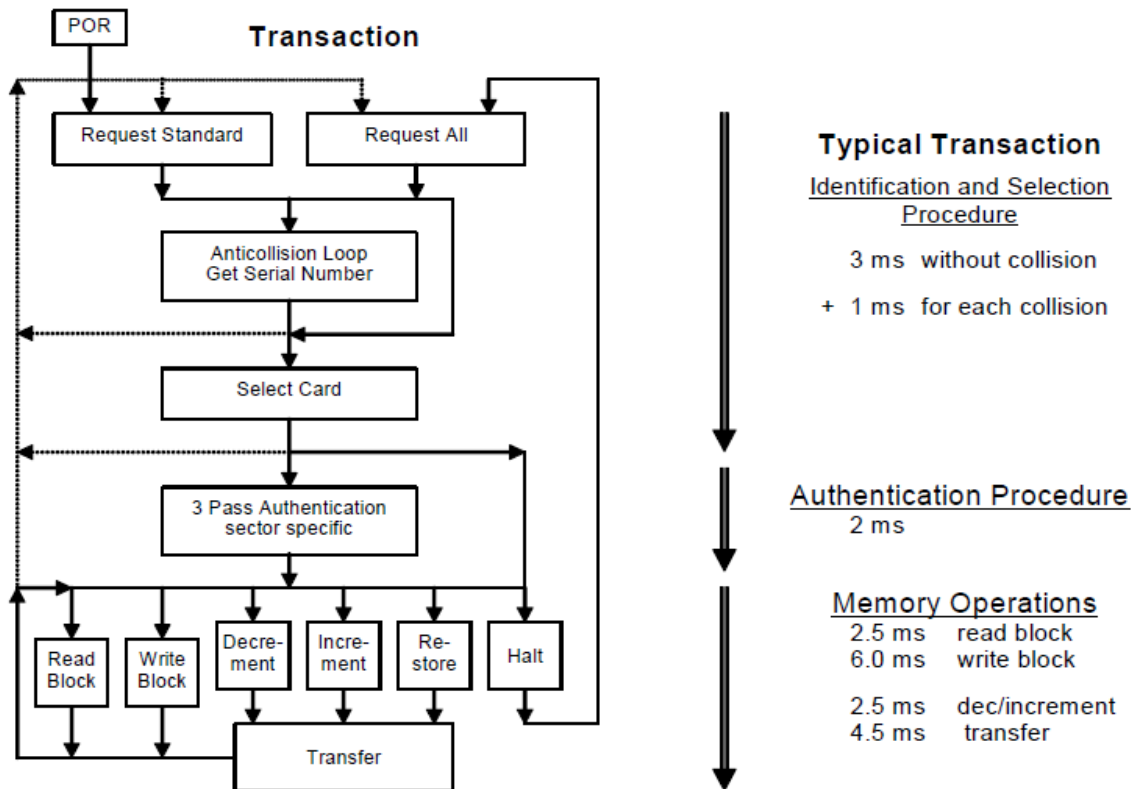 POR
Transaction
Request Standard
Request All
Anticollision Loop
Get Serial Number
Select Card
3 Pass Authentication
sector specific
Read
Block
Write
Block
Decre-
ment
Incre-
ment
Re-
store
Halt
Transfer
Typical Transaction
Identification and Selection
Procedure
3 ms without collision
+ 1 ms for each collision
Authentication Procedure
2 ms
Memory Operations
2.5 ms read block
6.0 ms write block
2.5 ms dec/increment
4.5 ms transfer